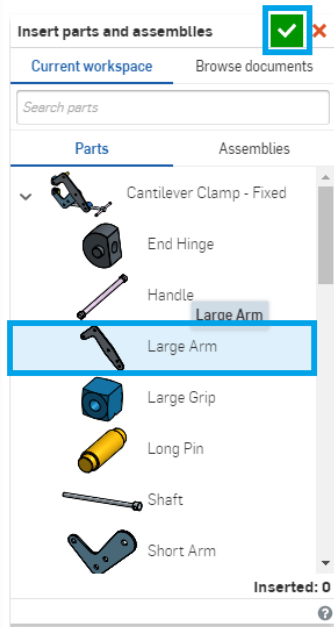 Insert parts and assemblies
Current workspace Browse documents
Search parts
Parts Assemblies
Cantilever Clamp - Fixed
End Hinge
Handle
Large Arm
Large Arm
Large Grip
Long Pin
Shaft
Short Arm
Inserted: 0
?